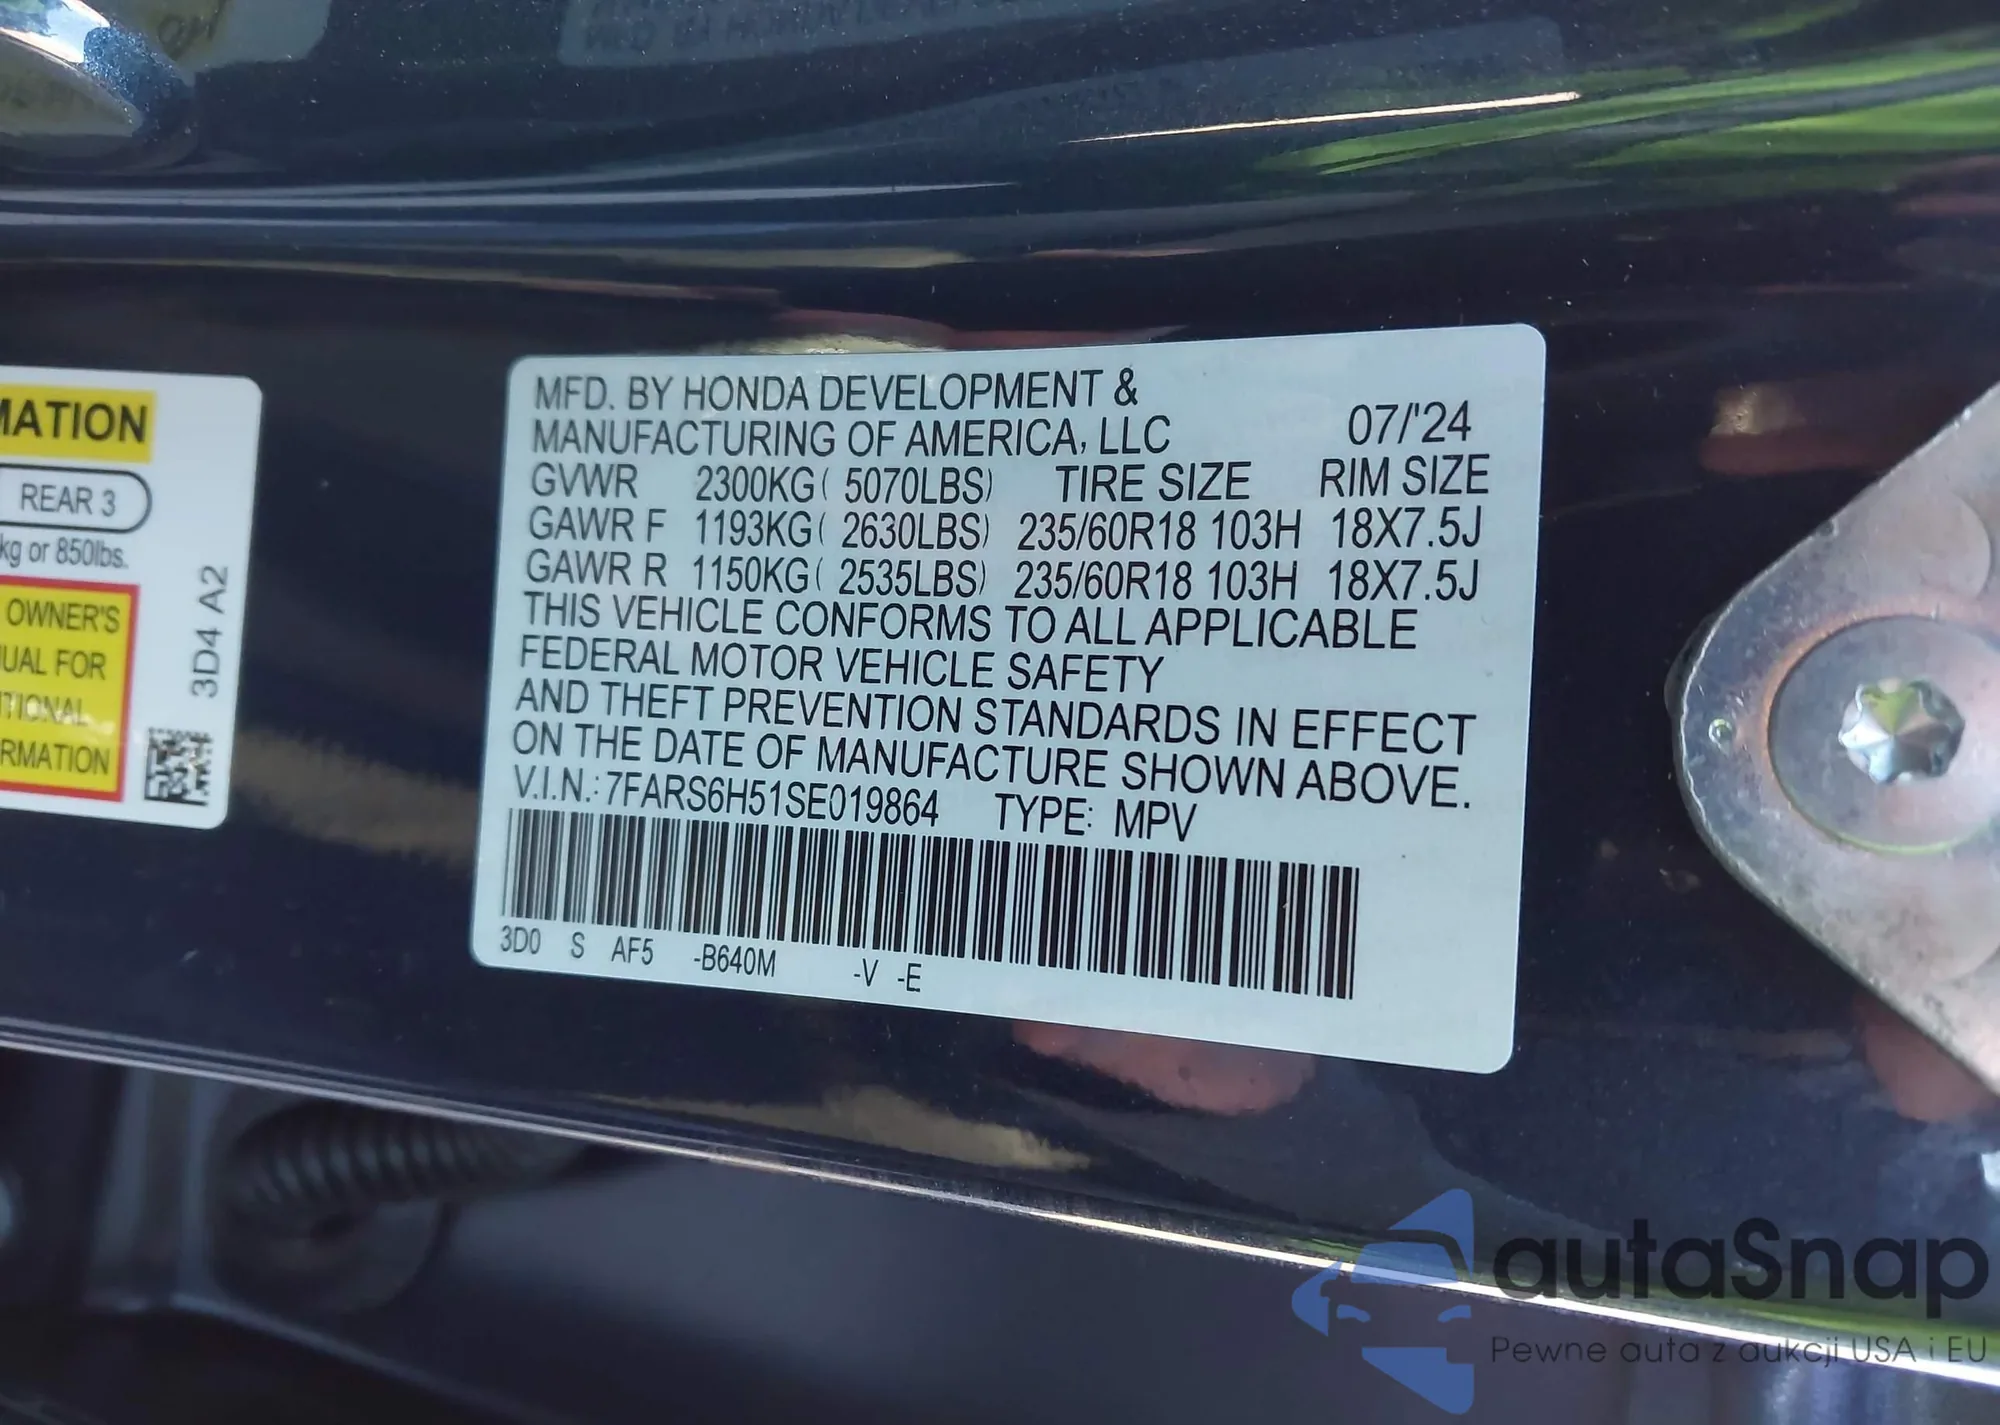 MATION
REAR 3
kg or 850lbs.
OWNER'S
UAL FOR
TIONAL
RMATION
3D4 A2
MFD. BY HONDA DEVELOPMENT &
MANUFACTURING OF AMERICA, LLC 07/'24
GVWR 2300KG( 5070LBS) TIRE SIZE RIM SIZE
GAWR F 1193KG( 2630LBS) 235/60R18 103H 18X7.5J
GAWR R 1150KG( 2535LBS) 235/60R18 103H 18X7.5J
THIS VEHICLE CONFORMS TO ALL APPLICABLE
FEDERAL MOTOR VEHICLE SAFETY
AND THEFT PREVENTION STANDARDS IN EFFECT
ON THE DATE OF MANUFACTURE SHOWN ABOVE.
V.I.N.: 7FARS6H51SE019864 TYPE: MPV
3D0 S AF5 -B640M -V -E
autaSnap
Pewne auta z aukcji USA i EU